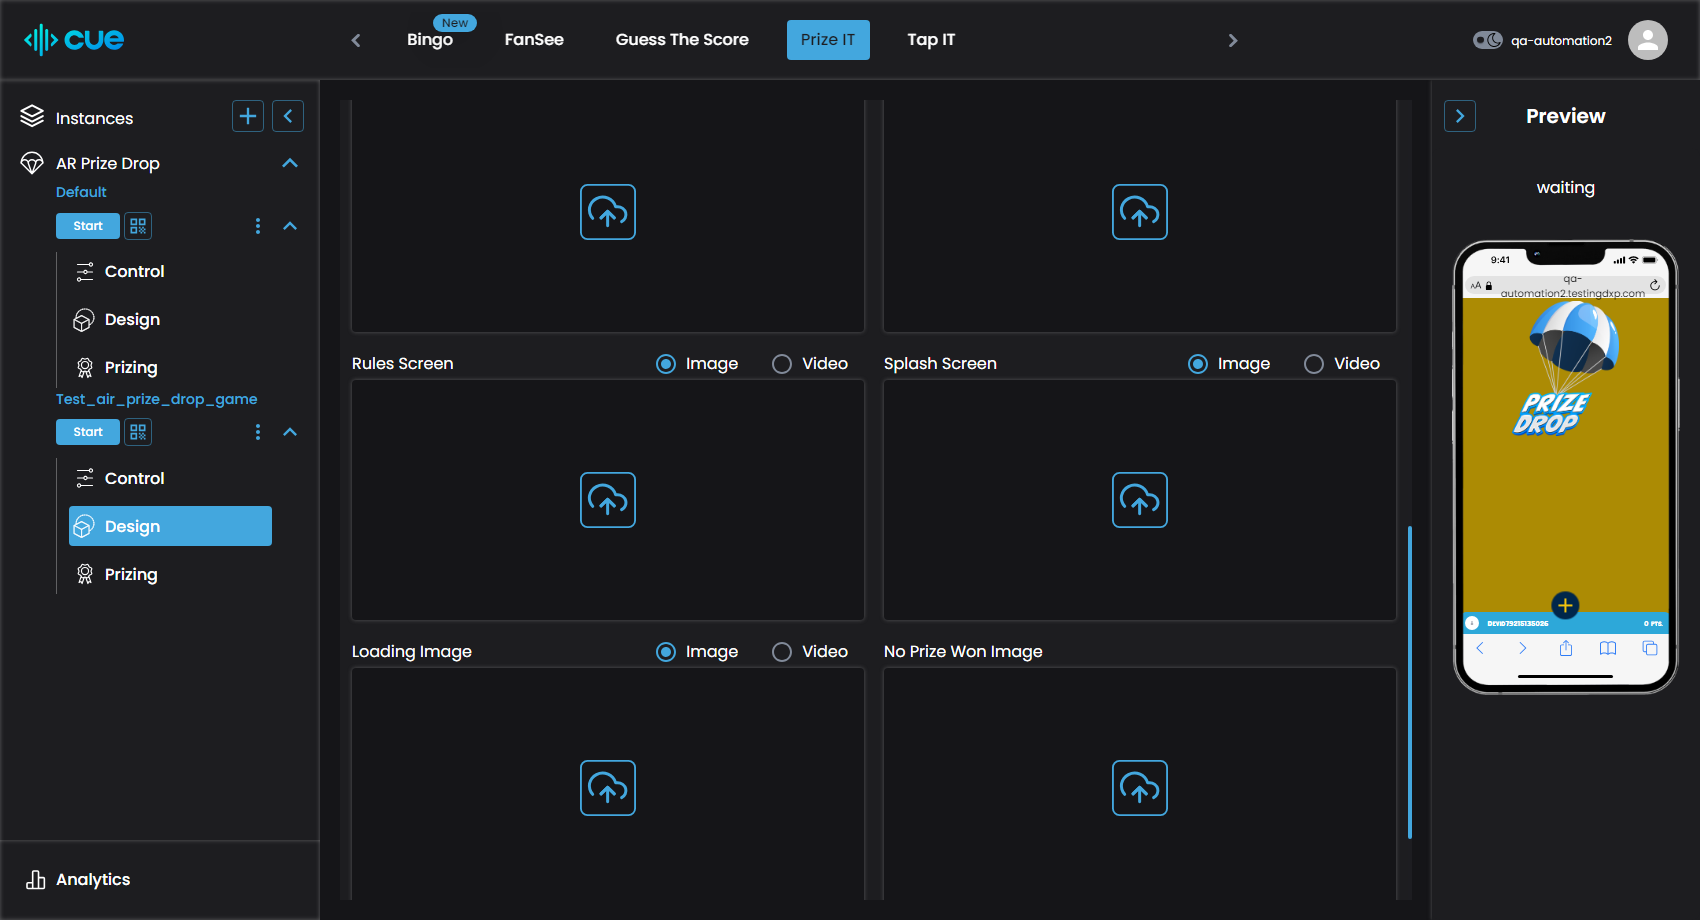 cue
New
Bingo
FanSee
Guess The Score
Prize IT
Tap IT
qa-automation2
Instances
AR Prize Drop
Default
Start
Control
Design
Prizing
Test_air_prize_drop_game
Start
Control
Design
Prizing
Analytics
Rules Screen
Image
Video
Splash Screen
Image
Video
Loading Image
Image
Video
No Prize Won Image
Preview
waiting
9:41
AA
qa-
automation2.testingdxp.com
PRIZE
DROP
0 PTS.